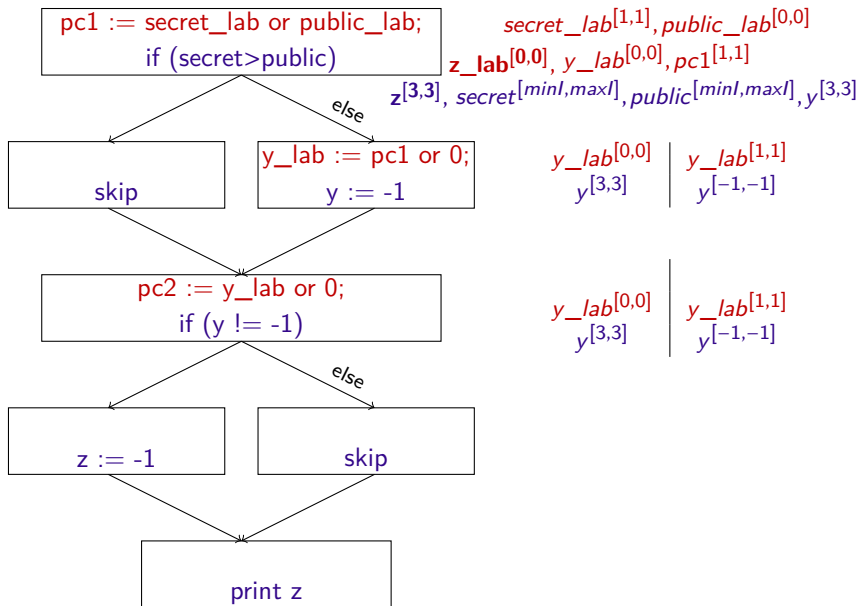 pc1 := secret_lab or public_lab;
if (secret>public)
secret_lab[1,1], public_lab[0,0]
z_lab[0,0], y_lab[0,0], pc1[1,1]
z[3,3], secret[minI,maxI], public[minI,maxI], y[3,3]
else
skip
y_lab := pc1 or 0;
y := -1
y_lab[0,0] y_lab[1,1]
y[3,3] y[−1,−1]
pc2 := y_lab or 0;
if (y != -1)
y_lab[0,0] y_lab[1,1]
y[3,3] y[−1,−1]
else
z := -1
skip
print z